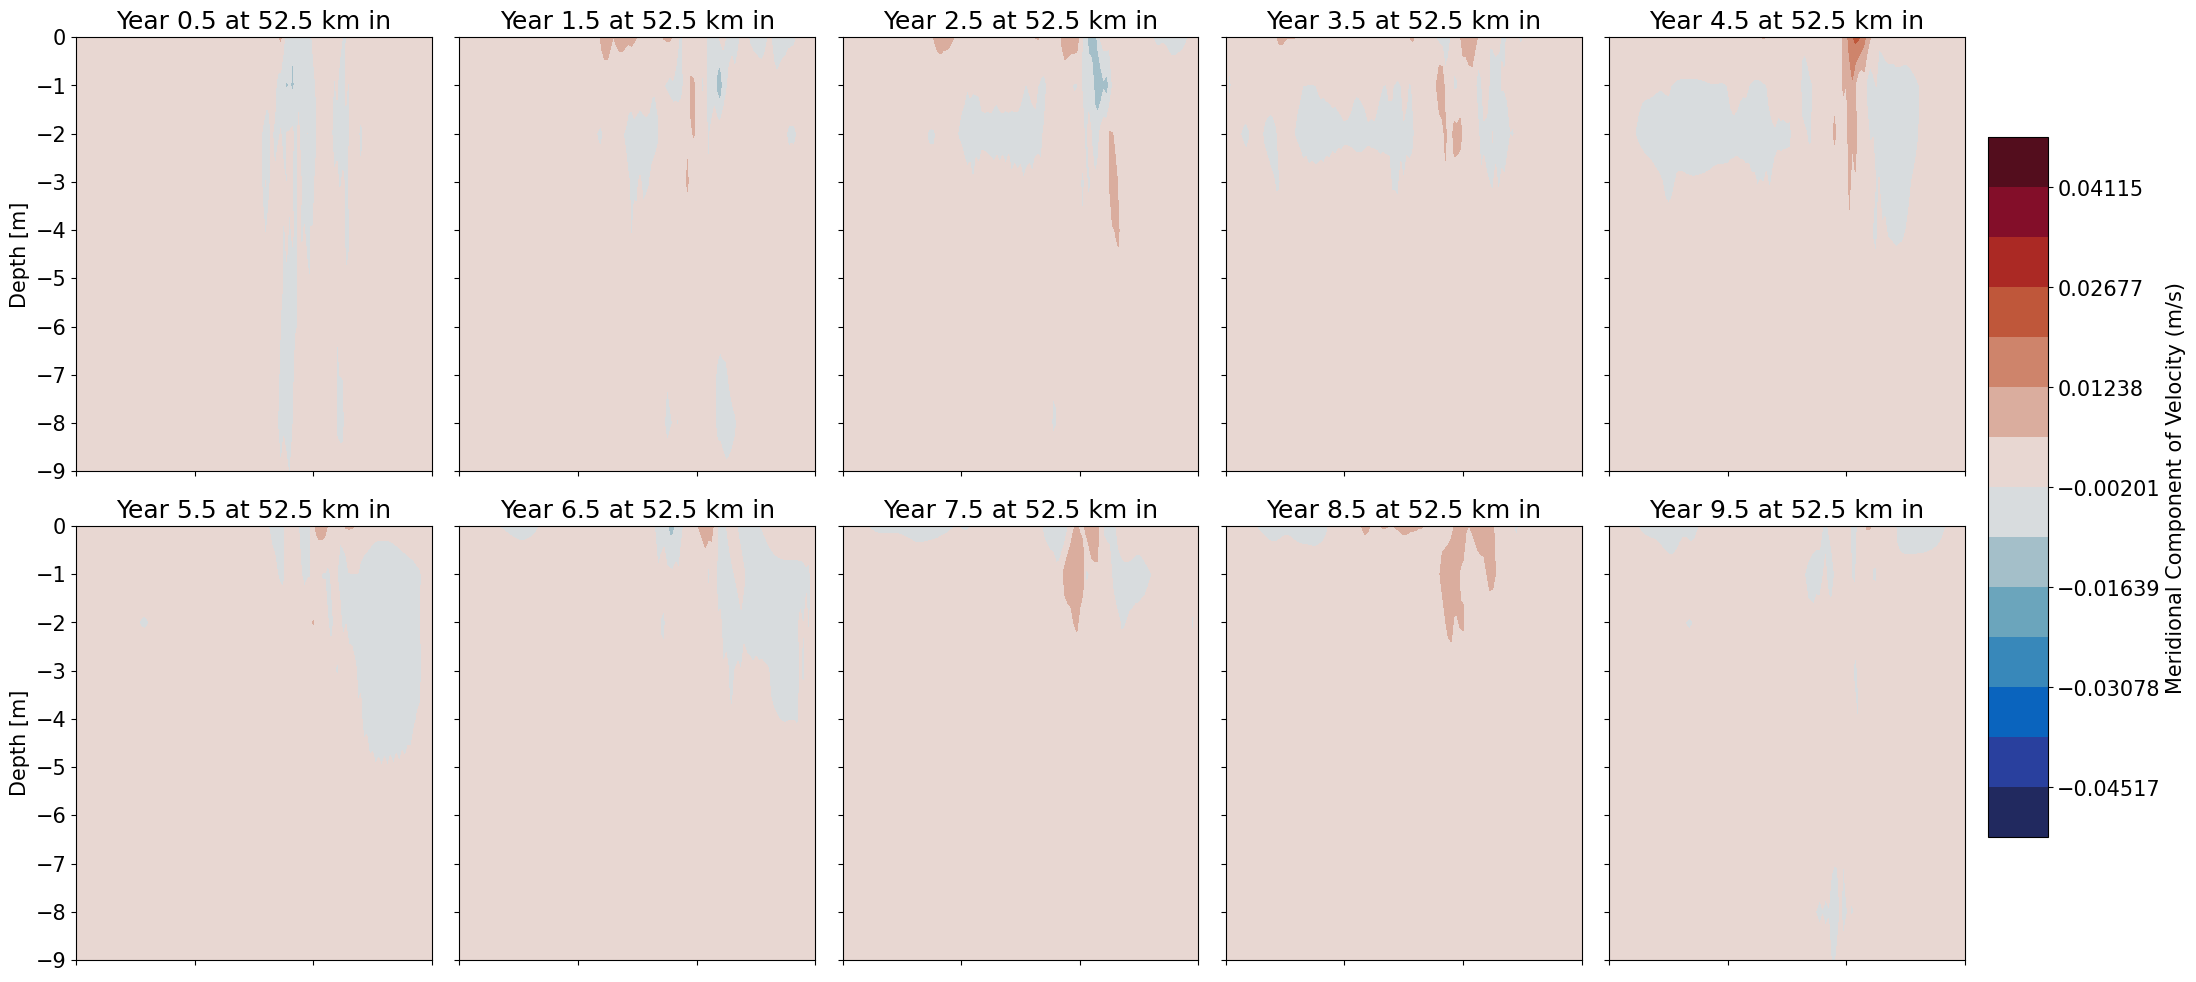 Year 0.5 at 52.5 km in
Year 1.5 at 52.5 km in
Year 2.5 at 52.5 km in
Year 3.5 at 52.5 km in
Year 4.5 at 52.5 km in
0
−1
−2
−3
−4
−5
−6
−7
−8
−9
Depth [m]
Year 5.5 at 52.5 km in
Year 6.5 at 52.5 km in
Year 7.5 at 52.5 km in
Year 8.5 at 52.5 km in
Year 9.5 at 52.5 km in
0
−1
−2
−3
−4
−5
−6
−7
−8
−9
Depth [m]
0.04115
0.02677
0.01238
−0.00201
−0.01639
−0.03078
−0.04517
Meridional Component of Velocity (m/s)